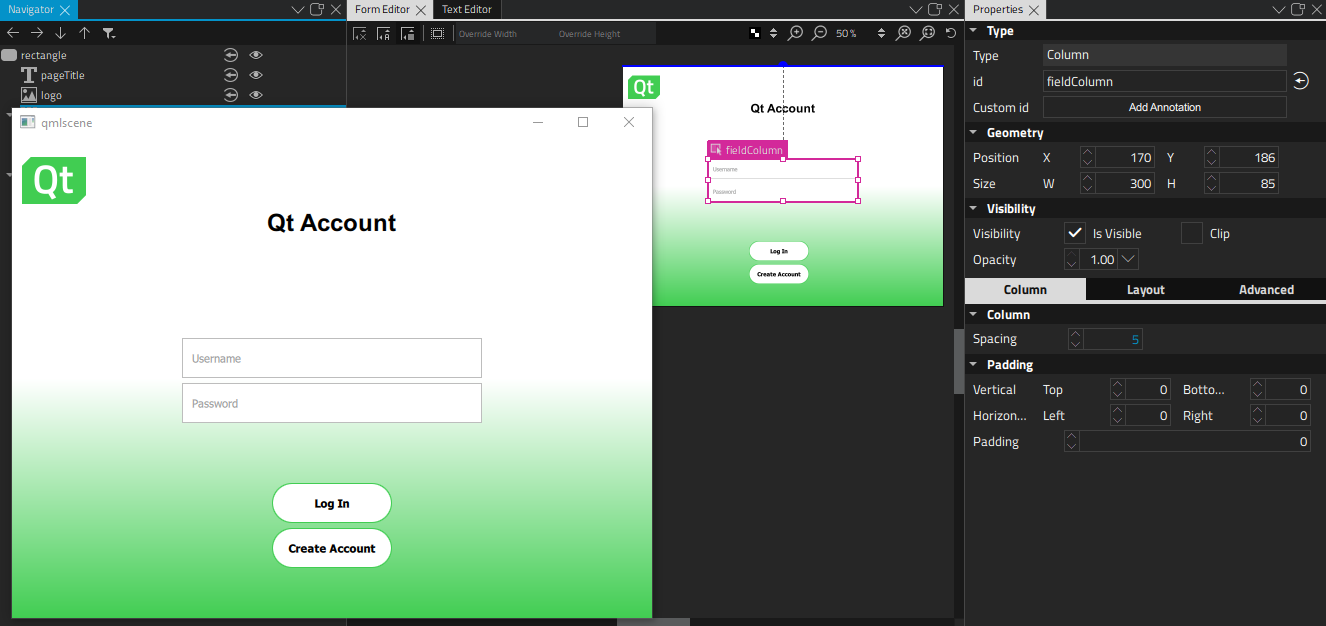 Navigator
rectangle
pageTitle
logo
qmlscene
Qt
Qt Account
Username
Password
Log In
Create Account
Form Editor
Text Editor
Override Width
Override Height
50 %
Qt
Qt Account
fieldColumn
Username
Password
Log In
Create Account
Properties
Type
Type Column
id fieldColumn
Custom id Add Annotation
Geometry
Position X 170 Y 186
Size W 300 H 85
Visibility
Visibility Is Visible Clip
Opacity 1.00
Column Layout Advanced
Column
Spacing 5
Padding
Vertical Top 0 Botto... 0
Horizon... Left 0 Right 0
Padding 0